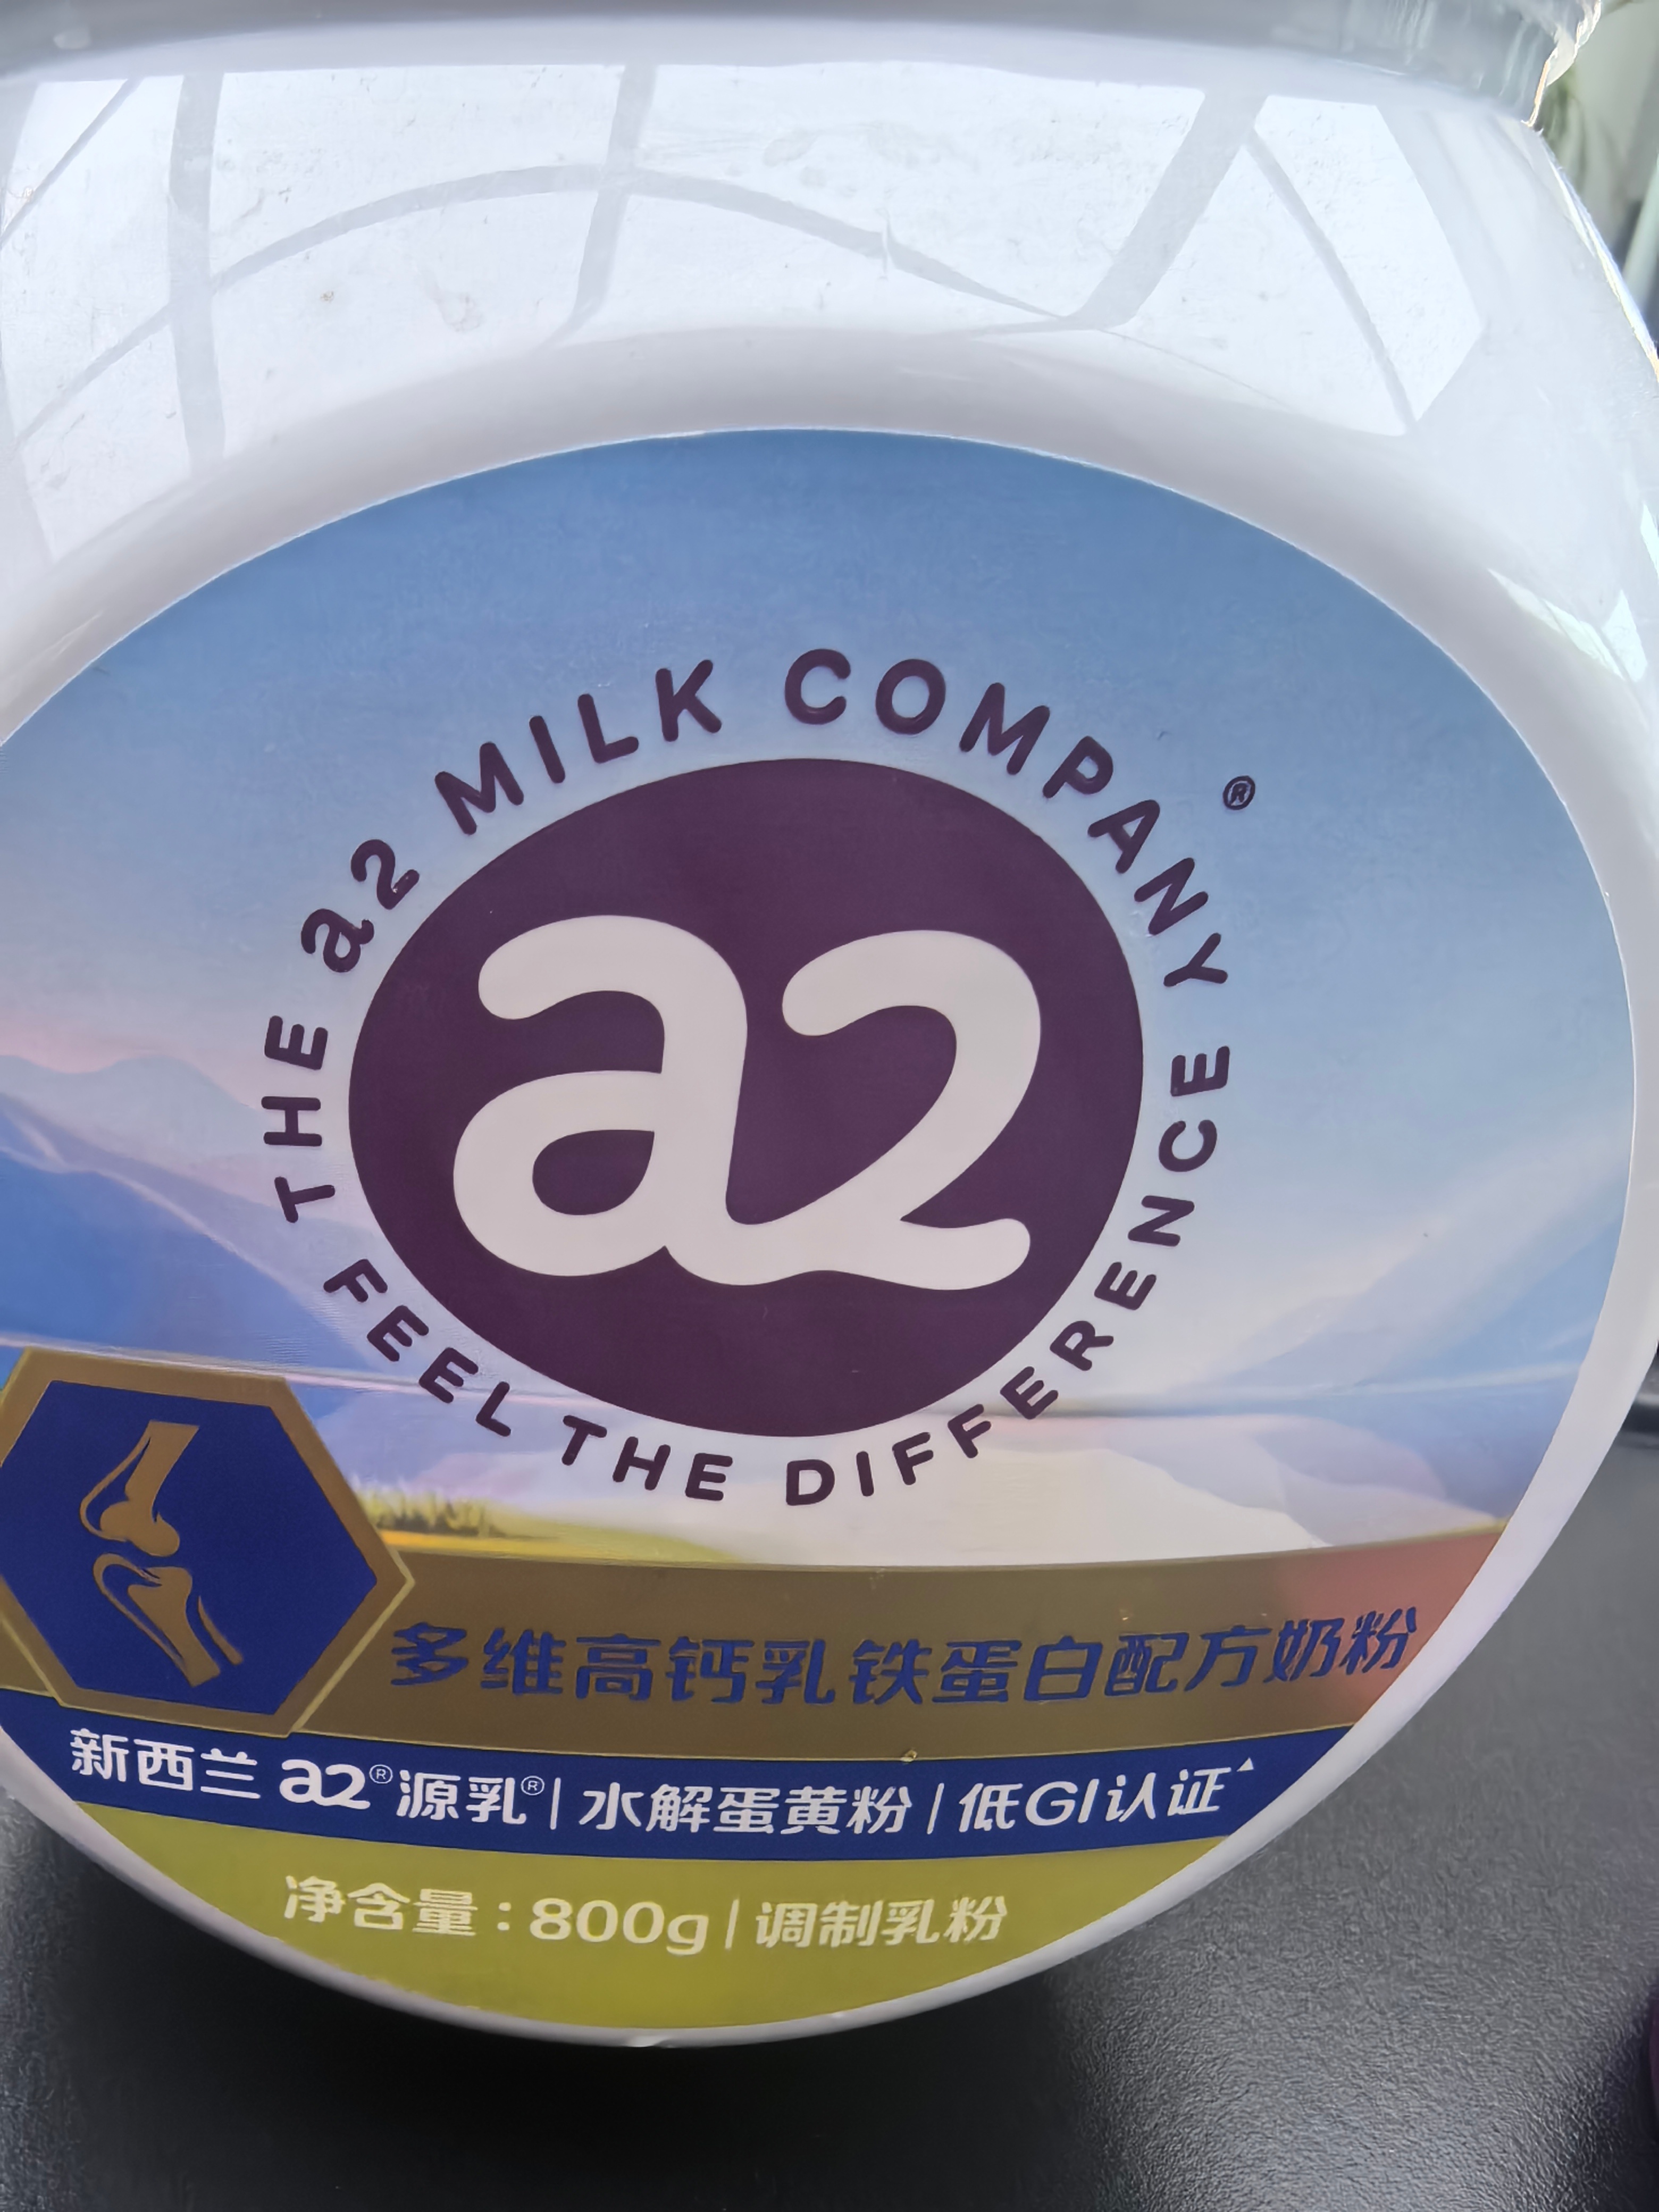 THE a2 MILK COMPANY®
a2
FEEL THE DIFFERENCE
多维高钙乳铁蛋白配方奶粉
新西兰 a2®源乳®|水解蛋黄粉|低GI认证▲
净含量:800g|调制乳粉